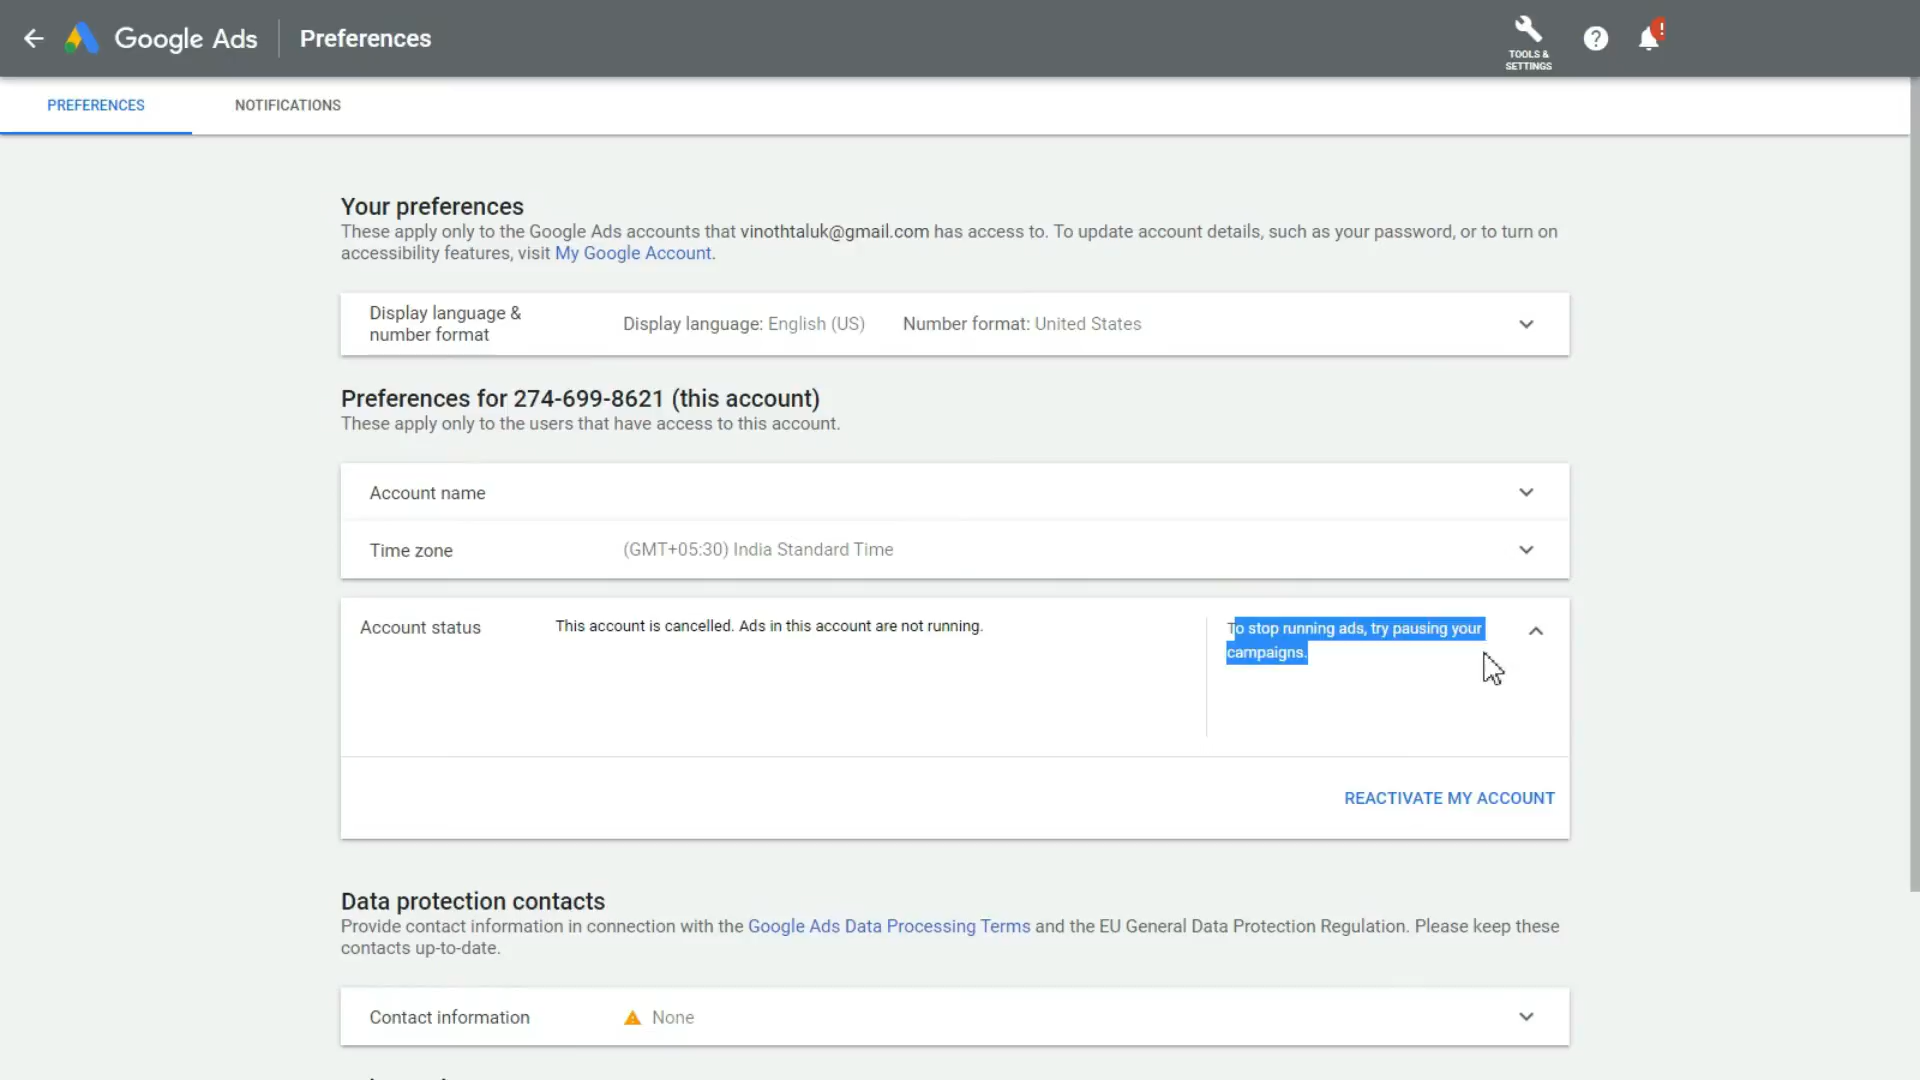 Google Ads
Preferences
TOOLS &
SETTINGS
?
!
PREFERENCES
NOTIFICATIONS
Your preferences
These apply only to the Google Ads accounts that vinothtaluk@gmail.com has access to. To update account details, such as your password, or to turn on
accessibility features, visit My Google Account.
Display language &
number format
Display language: English (US)
Number format: United States
Preferences for 274-699-8621 (this account)
These apply only to the users that have access to this account.
Account name
Time zone
(GMT+05:30) India Standard Time
Account status
This account is cancelled. Ads in this account are not running.
To stop running ads, try pausing your
campaigns.
REACTIVATE MY ACCOUNT
Data protection contacts
Provide contact information in connection with the Google Ads Data Processing Terms and the EU General Data Protection Regulation. Please keep these
contacts up-to-date.
Contact information
None